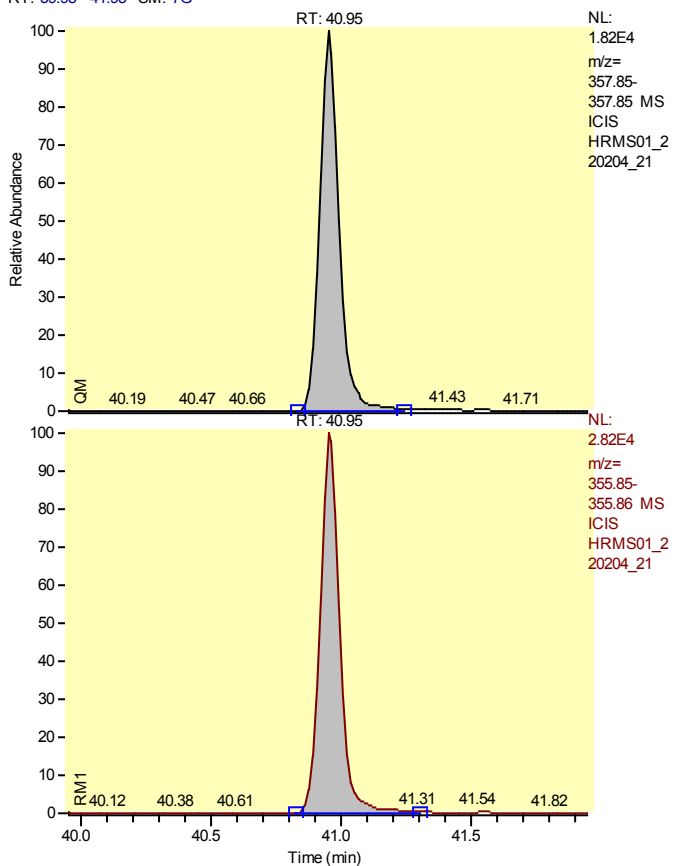 RT: 40.95
NL:
1.82E4
m/z=
357.85-
357.85 MS
ICIS
HRMS01_2
20204_21
100
90
80
70
60
50
40
30
20
10
0
Relative Abundance
QM
40.19 40.47 40.66 41.43 41.71
RT: 40.95
NL:
2.82E4
m/z=
355.85-
355.86 MS
ICIS
HRMS01_2
20204_21
100
90
80
70
60
50
40
30
20
10
0
RM1
40.12 40.38 40.61 41.31 41.54 41.82
40.0 40.5 41.0 41.5
Time (min)